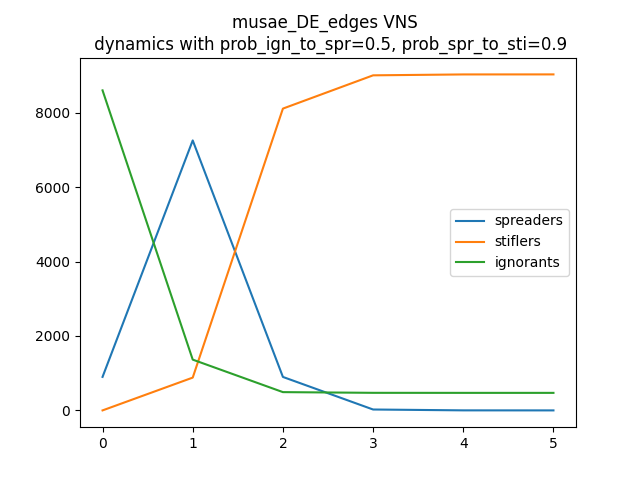 musae_DE_edges VNS
dynamics with prob_ign_to_spr=0.5, prob_spr_to_sti=0.9
8000
6000
4000
2000
0
spreaders
stiflers
ignorants
0 1 2 3 4 5